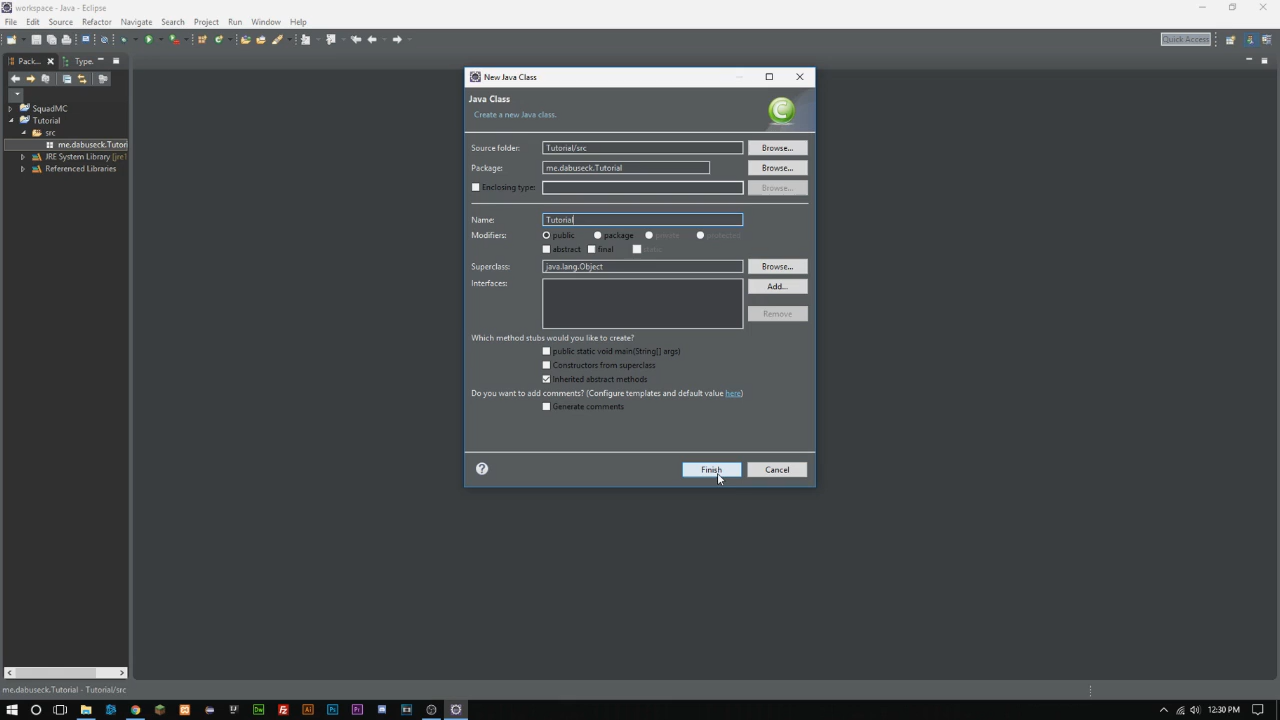 workspace - Java - Eclipse
File Edit Source Refactor Navigate Search Project Run Window Help
Quick Access
Pack... Type...
SquadMC
Tutorial
src
me.dabuseck.Tutori
JRE System Library [jre1
Referenced Libraries
New Java Class
Java Class
Create a new Java class.
Source folder: Tutorial/src Browse...
Package: me.dabuseck.Tutorial Browse...
Enclosing type: Browse...
Name: Tutorial
Modifiers: public package private protected
abstract final static
Superclass: java.lang.Object Browse...
Interfaces: Add...
Remove
Which method stubs would you like to create?
public static void main(String[] args)
Constructors from superclass
Inherited abstract methods
Do you want to add comments? (Configure templates and default value here)
Generate comments
Finish Cancel
me.dabuseck.Tutorial - Tutorial/src
12:30 PM